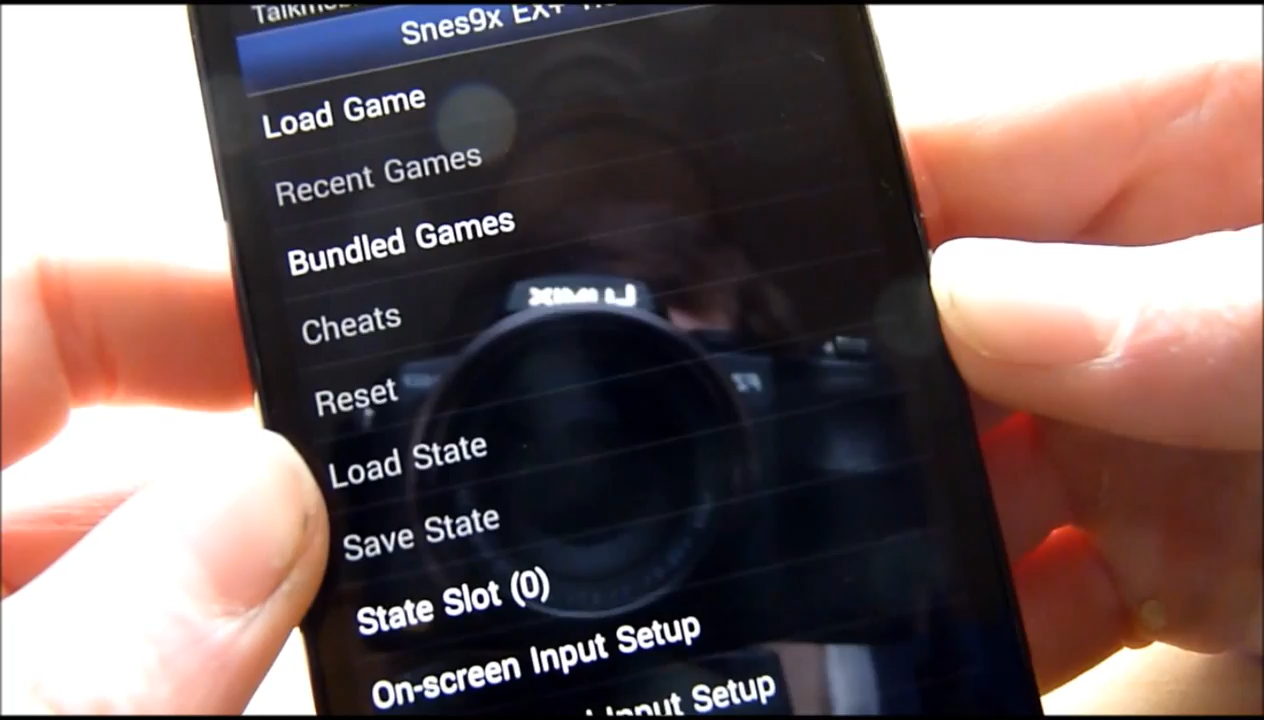 Snes9x EX+
Load Game
Recent Games
Bundled Games
Cheats
Reset
Load State
Save State
State Slot (0)
On-screen Input Setup
Input Setup